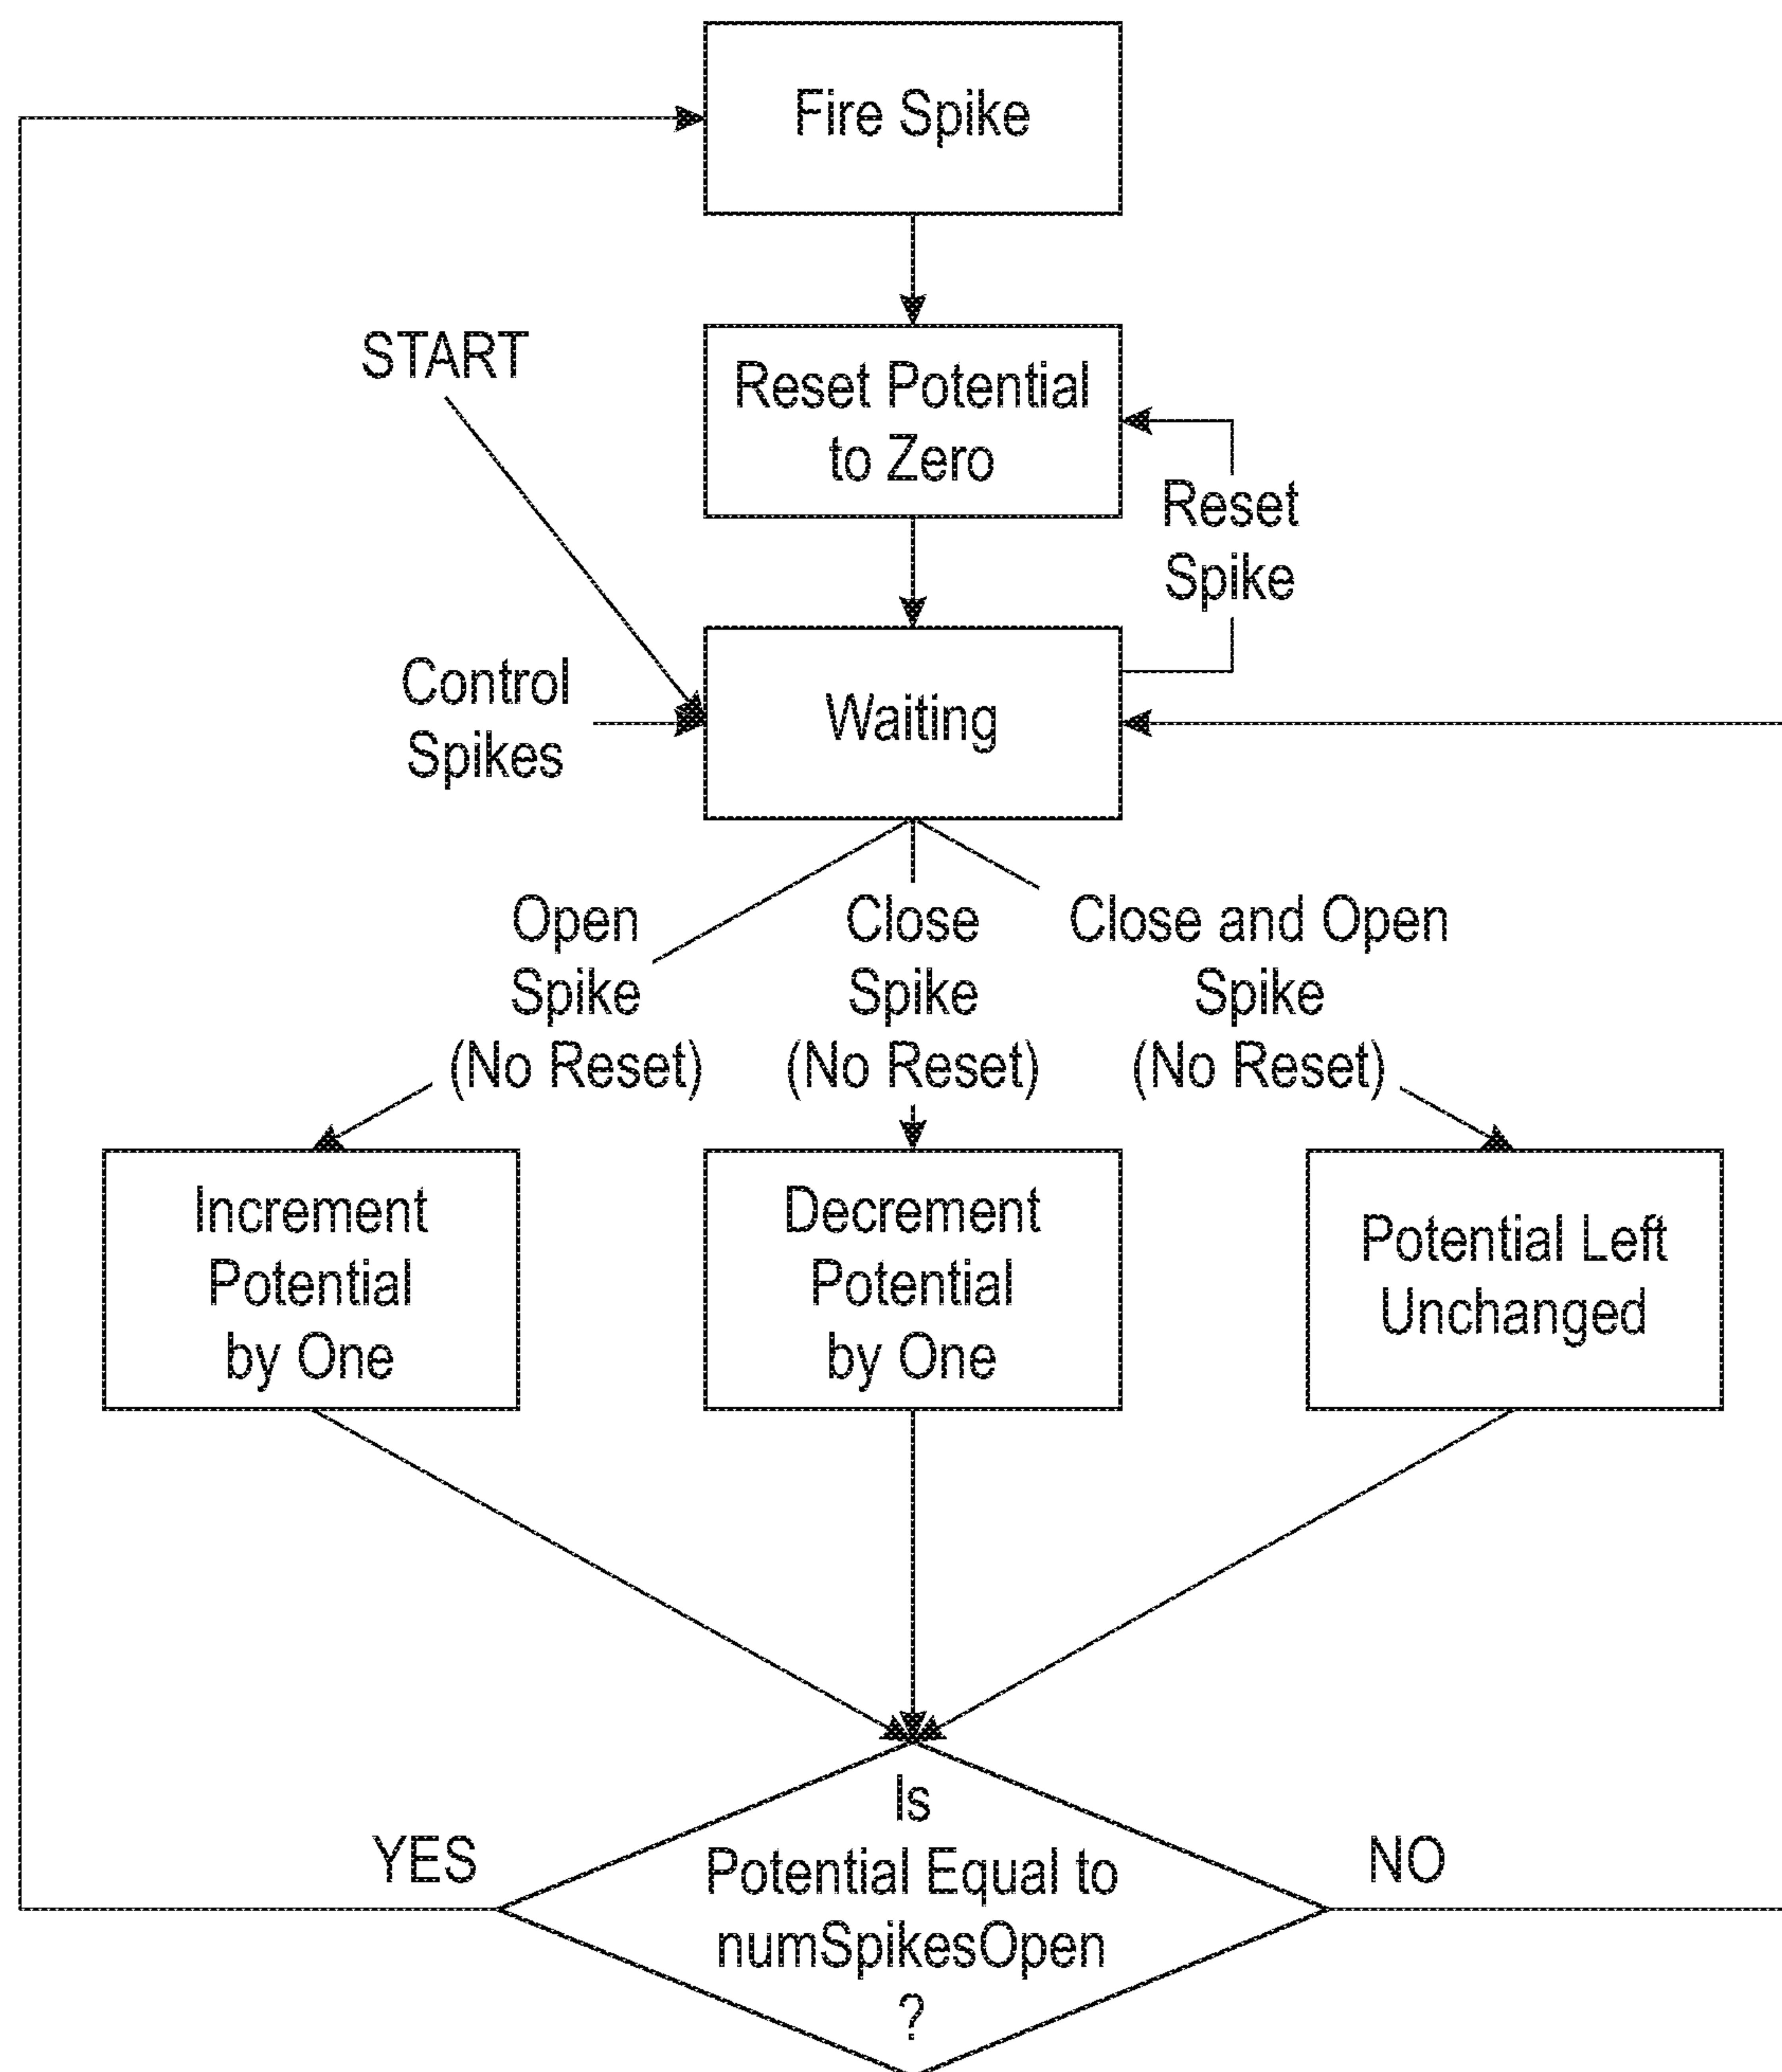 Fire Spike
START
Reset Potential
to Zero
Reset
Spike
Control
Spikes
Waiting
Open
Spike
(No Reset)
Close
Spike
(No Reset)
Close and Open
Spike
(No Reset)
Increment
Potential
by One
Decrement
Potential
by One
Potential Left
Unchanged
YES
Is
Potential Equal to
numSpikesOpen
?
NO